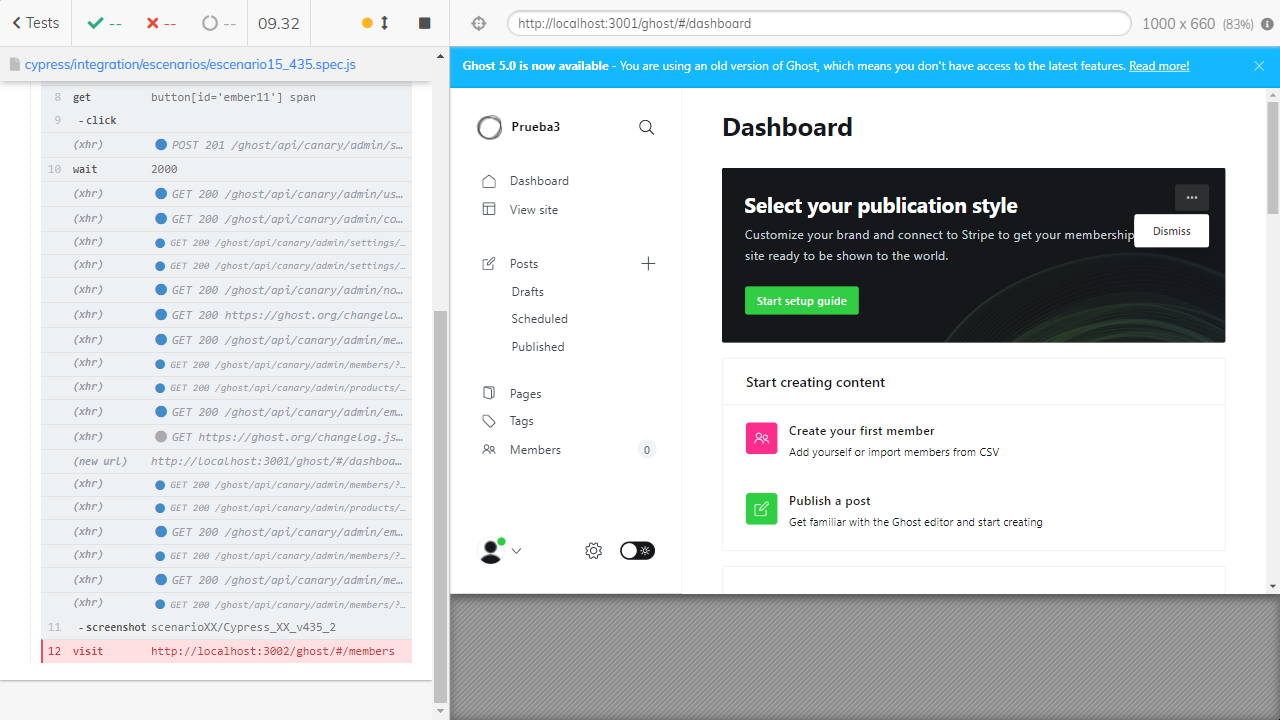 Tests
--
--
--
09.32
http://localhost:3001/ghost/#/dashboard
1000 x 660 (83%)
cypress/integration/escenarios/escenario15_435.spec.js
8 get button[id='ember11'] span
9 -click
(xhr) POST 201 /ghost/api/canary/admin/s…
10 wait 2000
(xhr) GET 200 /ghost/api/canary/admin/us…
(xhr) GET 200 /ghost/api/canary/admin/co…
(xhr) GET 200 /ghost/api/canary/admin/settings/…
(xhr) GET 200 /ghost/api/canary/admin/settings/…
(xhr) GET 200 /ghost/api/canary/admin/no…
(xhr) GET 200 https://ghost.org/changelo…
(xhr) GET 200 /ghost/api/canary/admin/me…
(xhr) GET 200 /ghost/api/canary/admin/members/?…
(xhr) GET 200 /ghost/api/canary/admin/products/…
(xhr) GET 200 /ghost/api/canary/admin/em…
(xhr) GET https://ghost.org/changelog.js…
(new url) http://localhost:3001/ghost/#/dashboa…
(xhr) GET 200 /ghost/api/canary/admin/members/?…
(xhr) GET 200 /ghost/api/canary/admin/products/…
(xhr) GET 200 /ghost/api/canary/admin/em…
(xhr) GET 200 /ghost/api/canary/admin/members/?…
(xhr) GET 200 /ghost/api/canary/admin/me…
(xhr) GET 200 /ghost/api/canary/admin/members/?…
11 -screenshot scenarioXX/Cypress_XX_v435_2
12 visit http://localhost:3002/ghost/#/members
Ghost 5.0 is now available - You are using an old version of Ghost, which means you don't have access to the latest features. Read more!
Prueba3
Dashboard
View site
Posts
Drafts
Scheduled
Published
Pages
Tags
Members 0
Dashboard
Select your publication style
Customize your brand and connect to Stripe to get your membership
site ready to be shown to the world.
Dismiss
Start setup guide
Start creating content
Create your first member
Add yourself or import members from CSV
Publish a post
Get familiar with the Ghost editor and start creating